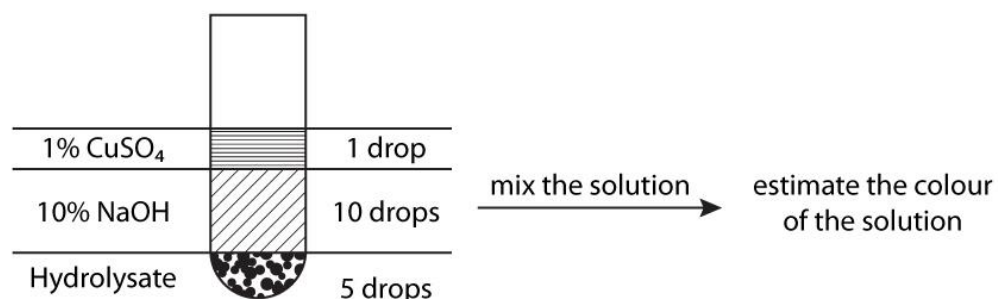 1% CuSO₄ 1 drop
10% NaOH 10 drops
Hydrolysate 5 drops
mix the solution
estimate the colour
of the solution